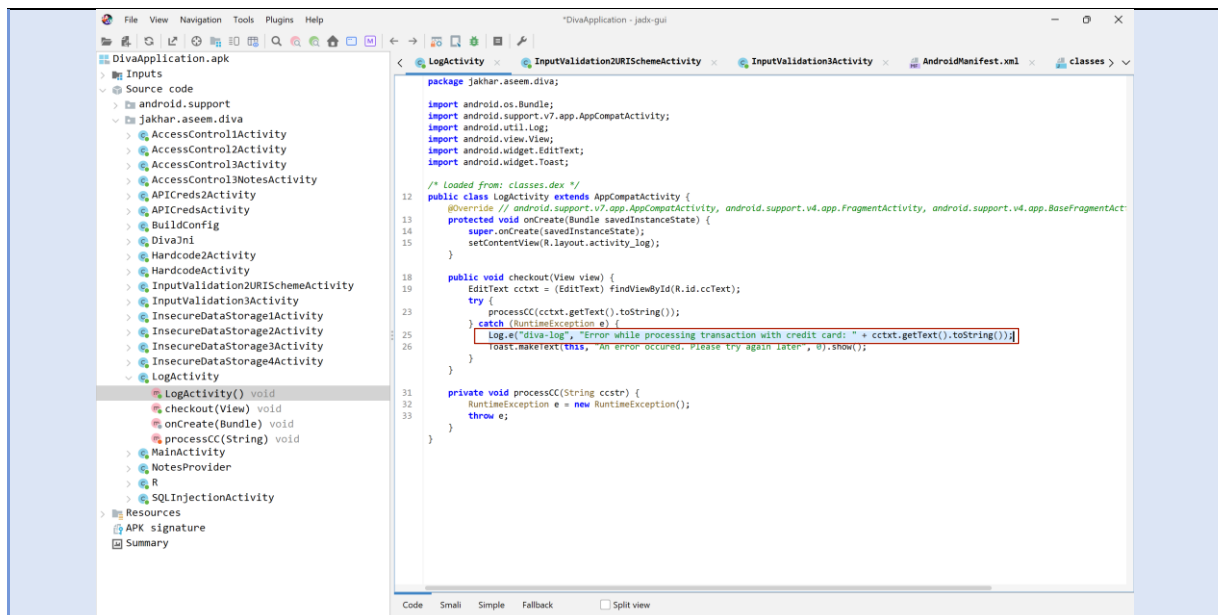 *DivaApplication - jadx-gui
File View Navigation Tools Plugins Help
DivaApplication.apk
Inputs
Source code
android.support
jakhar.aseem.diva
AccessControl1Activity
AccessControl2Activity
AccessControl3Activity
AccessControl3NotesActivity
APICreds2Activity
APICredsActivity
BuildConfig
DivaJni
Hardcode2Activity
HardcodeActivity
InputValidation2URISchemeActivity
InputValidation3Activity
InsecureDataStorage1Activity
InsecureDataStorage2Activity
InsecureDataStorage3Activity
InsecureDataStorage4Activity
LogActivity
LogActivity() void
checkout(View) void
onCreate(Bundle) void
processCC(String) void
MainActivity
NotesProvider
R
SQLInjectionActivity
Resources
APK signature
Summary
LogActivity InputValidation2URISchemeActivity InputValidation3Activity AndroidManifest.xml classes
package jakhar.aseem.diva;
import android.os.Bundle;
import android.support.v7.app.AppCompatActivity;
import android.util.Log;
import android.view.View;
import android.widget.EditText;
import android.widget.Toast;
/* loaded from: classes.dex */
12 public class LogActivity extends AppCompatActivity {
@Override // android.support.v7.app.AppCompatActivity, android.support.v4.app.FragmentActivity, android.support.v4.app.BaseFragmentAct
13 protected void onCreate(Bundle savedInstanceState) {
14 super.onCreate(savedInstanceState);
15 setContentView(R.layout.activity_log);
}
18 public void checkout(View view) {
19 EditText cctxt = (EditText) findViewById(R.id.ccText);
try {
23 processCC(cctxt.getText().toString());
} catch (RuntimeException e) {
25 Log.e("diva-log", "Error while processing transaction with credit card: " + cctxt.getText().toString());
26 Toast.makeText(this, "An error occured. Please try again later", 0).show();
}
}
31 private void processCC(String ccstr) {
32 RuntimeException e = new RuntimeException();
33 throw e;
}
}
Code Smali Simple Fallback Split view